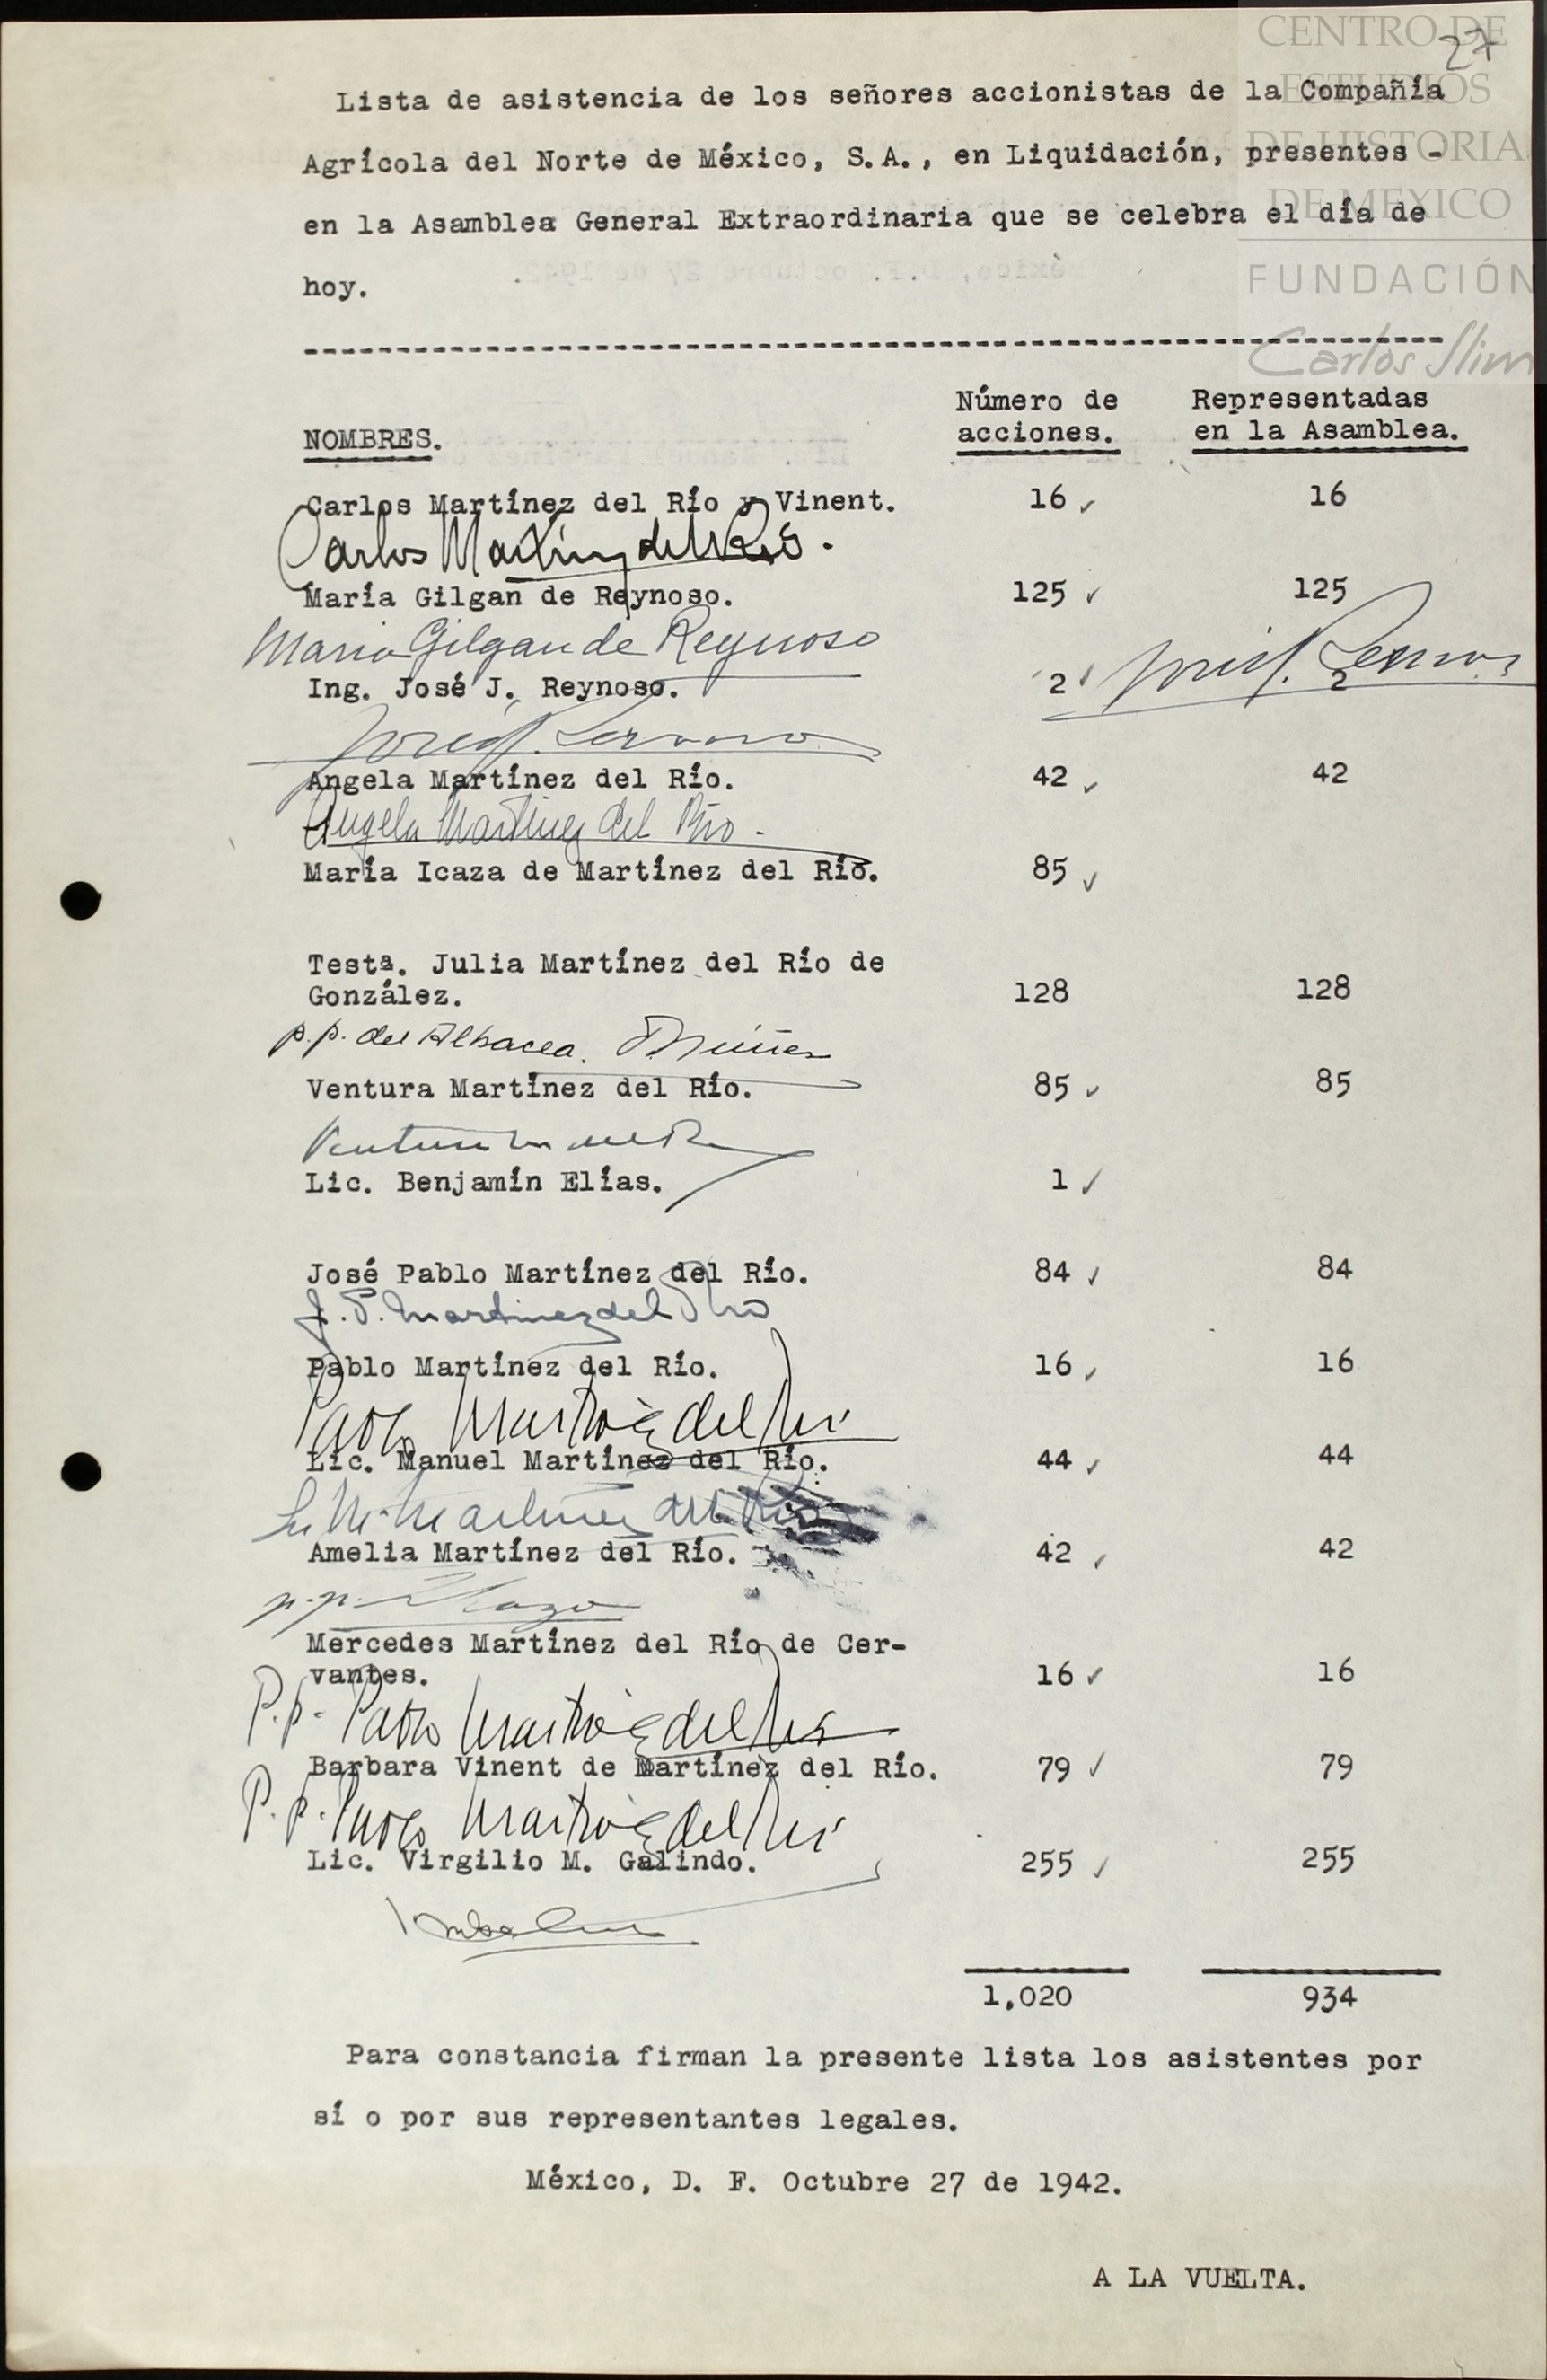 27
CENTRO DE
ESTUDIOS
DE HISTORIA
DE MEXICO
FUNDACIÓN
Carlos Slim
Lista de asistencia de los señores accionistas de la Compañía
Agrícola del Norte de México, S.A., en Liquidación, presentes -
en la Asamblea General Extraordinaria que se celebra el día de
hoy.
NOMBRES. Número de acciones. Representadas en la Asamblea.
Carlos Martínez del Río y Vinent. 16 ✓ 16
Carlos Martínez del Río.
María Gilgan de Reynoso. 125 ✓ 125
Maria Gilgan de Reynoso
Ing. José J. Reynoso. 2 ✓ 2
José J. Reynoso
Angela Martínez del Río. 42 ✓ 42
Angela Martínez del Río.
María Icaza de Martínez del Río. 85 ✓
Testª. Julia Martínez del Río de
González. 128 128
p.p. del Albacea.
Ventura Martínez del Río. 85 ✓ 85
Ventura M del R
Lic. Benjamín Elías. 1 ✓
José Pablo Martínez del Río. 84 ✓ 84
J. P. Martinez del Rio
Pablo Martínez del Río. 16 ✓ 16
Pablo Martínez del Río
Lic. Manuel Martínez del Río. 44 ✓ 44
Lic M. Martínez del Río
Amelia Martínez del Río. 42 ✓ 42
p.p.
Mercedes Martínez del Río de Cer-
vantes. 16 ✓ 16
P.p. Pablo Martínez del Río
Barbara Vinent de Martínez del Río. 79 ✓ 79
P.p. Pablo Martínez del Río
Lic. Virgilio M. Galindo. 255 ✓ 255
1,020 934
Para constancia firman la presente lista los asistentes por
sí o por sus representantes legales.
México, D. F. Octubre 27 de 1942.
A LA VUELTA.